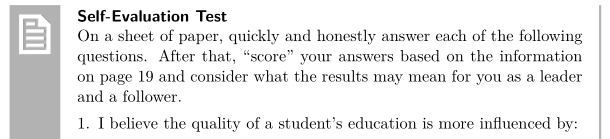 Self-Evaluation Test
On a sheet of paper, quickly and honestly answer each of the following
questions. After that, “score” your answers based on the information
on page 19 and consider what the results may mean for you as a leader
and a follower.
1. I believe the quality of a student’s education is more influenced by: